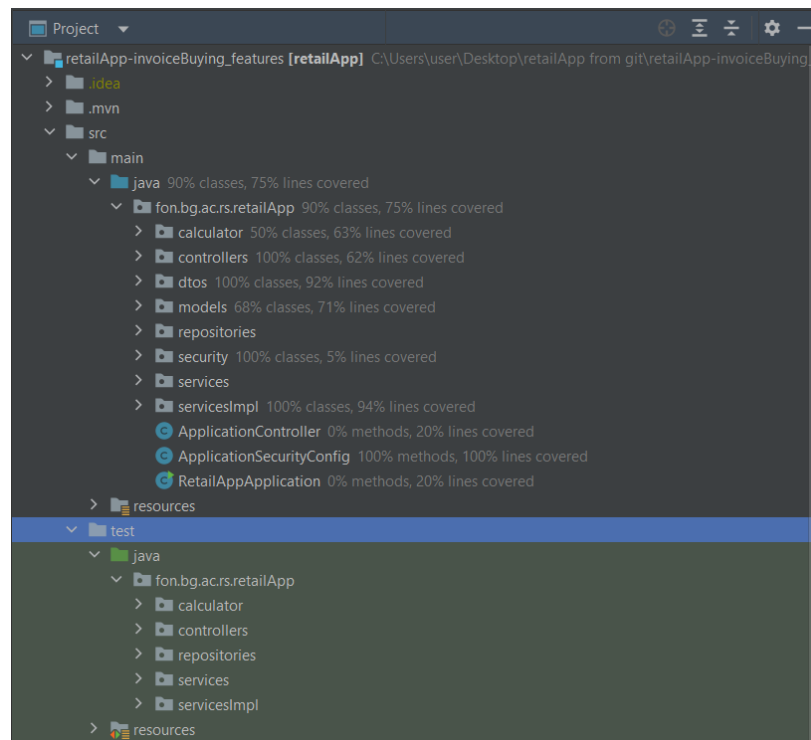 Project
retailApp-invoiceBuying_features [retailApp] C:\Users\user\Desktop\retailApp from git\retailApp-invoiceBuying_
.idea
.mvn
src
main
java 90% classes, 75% lines covered
fon.bg.ac.rs.retailApp 90% classes, 75% lines covered
calculator 50% classes, 63% lines covered
controllers 100% classes, 62% lines covered
dtos 100% classes, 92% lines covered
models 68% classes, 71% lines covered
repositories
security 100% classes, 5% lines covered
services
servicesImpl 100% classes, 94% lines covered
ApplicationController 0% methods, 20% lines covered
ApplicationSecurityConfig 100% methods, 100% lines covered
RetailAppApplication 0% methods, 20% lines covered
resources
test
java
fon.bg.ac.rs.retailApp
calculator
controllers
repositories
services
servicesImpl
resources